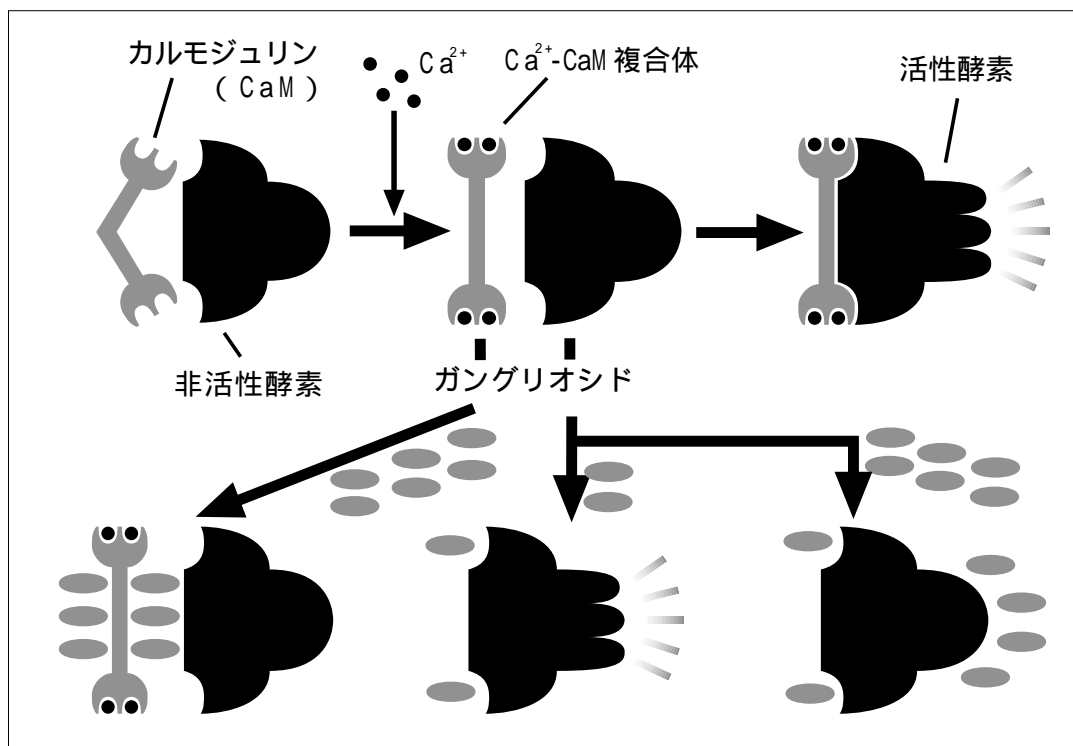 カルモジュリン
( CaM )
Ca²⁺
Ca²⁺-CaM 複合体
活性酵素
非活性酵素
ガングリオシド